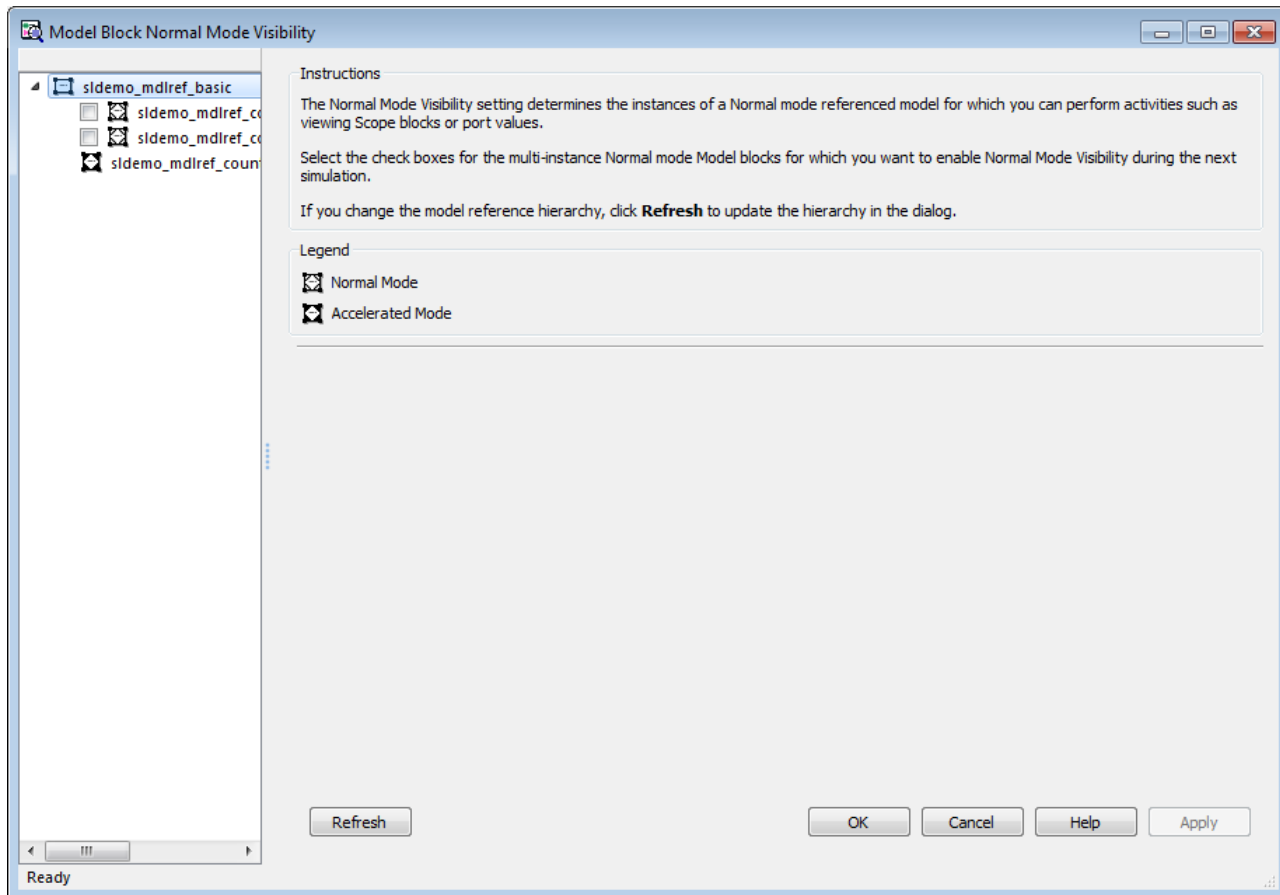 Model Block Normal Mode Visibility
sldemo_mdlref_basic
sldemo_mdlref_co
sldemo_mdlref_co
sldemo_mdlref_coun
Instructions
The Normal Mode Visibility setting determines the instances of a Normal mode referenced model for which you can perform activities such as
viewing Scope blocks or port values.
Select the check boxes for the multi-instance Normal mode Model blocks for which you want to enable Normal Mode Visibility during the next
simulation.
If you change the model reference hierarchy, click Refresh to update the hierarchy in the dialog.
Legend
Normal Mode
Accelerated Mode
Refresh
OK
Cancel
Help
Apply
Ready